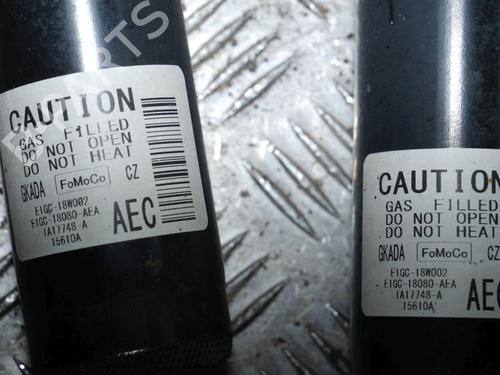 CAUTION
GAS FILLED
DO NOT OPEN
DO NOT HEAT
GKADA FoMoCo CZ
E1GC-18W002
E1GC-18080-AEA
1A17748-A
15610A
AEC
CAUTION
GAS FILLED
DO NOT OPEN
DO NOT HEAT
GKADA FoMoCo CZ
E1GC-18W002
E1GC-18080-AEA
1A17748-A
15610A
AEC